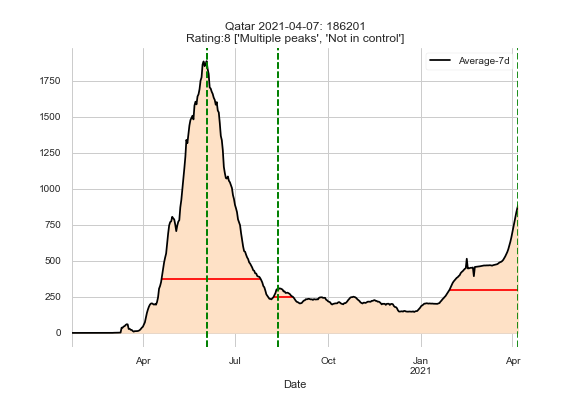 Qatar 2021-04-07: 186201
Rating:8 ['Multiple peaks', 'Not in control']
Average-7d
1750
1500
1250
1000
750
500
250
0
Apr
Jul
Oct
Jan
2021
Apr
Date